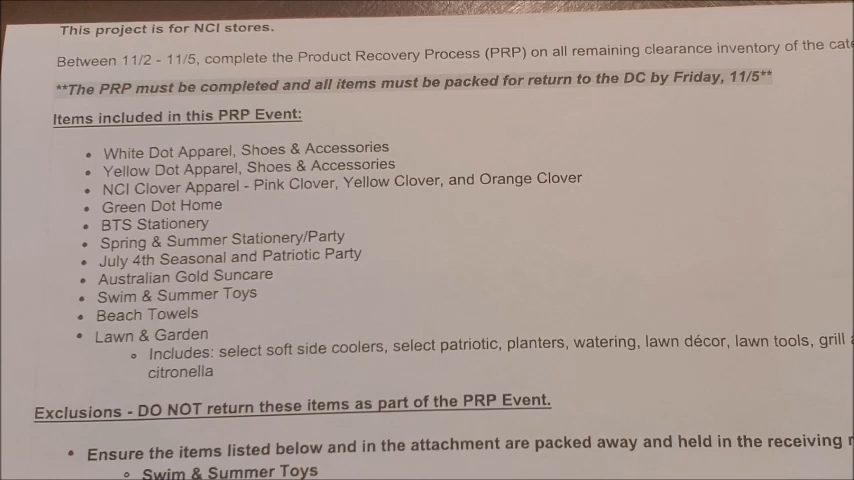 This project is for NCI stores.
Between 11/2 - 11/5, complete the Product Recovery Process (PRP) on all remaining clearance inventory of the
**The PRP must be completed and all items must be packed for return to the DC by Friday, 11/5**
Items included in this PRP Event:
• White Dot Apparel, Shoes & Accessories
• Yellow Dot Apparel, Shoes & Accessories
• NCI Clover Apparel - Pink Clover, Yellow Clover, and Orange Clover
• Green Dot Home
• BTS Stationery
• Spring & Summer Stationery/Party
• July 4th Seasonal and Patriotic Party
• Australian Gold Suncare
• Swim & Summer Toys
• Beach Towels
• Lawn & Garden
o Includes: select soft side coolers, select patriotic, planters, watering, lawn décor, lawn tools, grill
citronella
Exclusions - DO NOT return these items as part of the PRP Event.
• Ensure the items listed below and in the attachment are packed away and held in the receiving
o Swim & Summer Toys